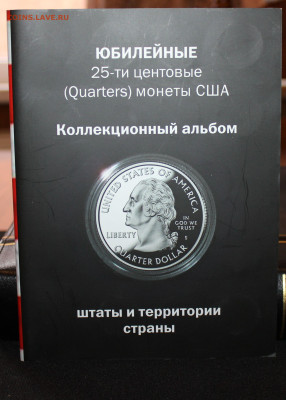 ЮБИЛЕЙНЫЕ
25-ти центовые
(Quarters) монеты США
Коллекционный альбом
UNITED STATES OF AMERICA
LIBERTY
IN
GOD WE
TRUST
S
QUARTER DOLLAR
штаты и территории
страны